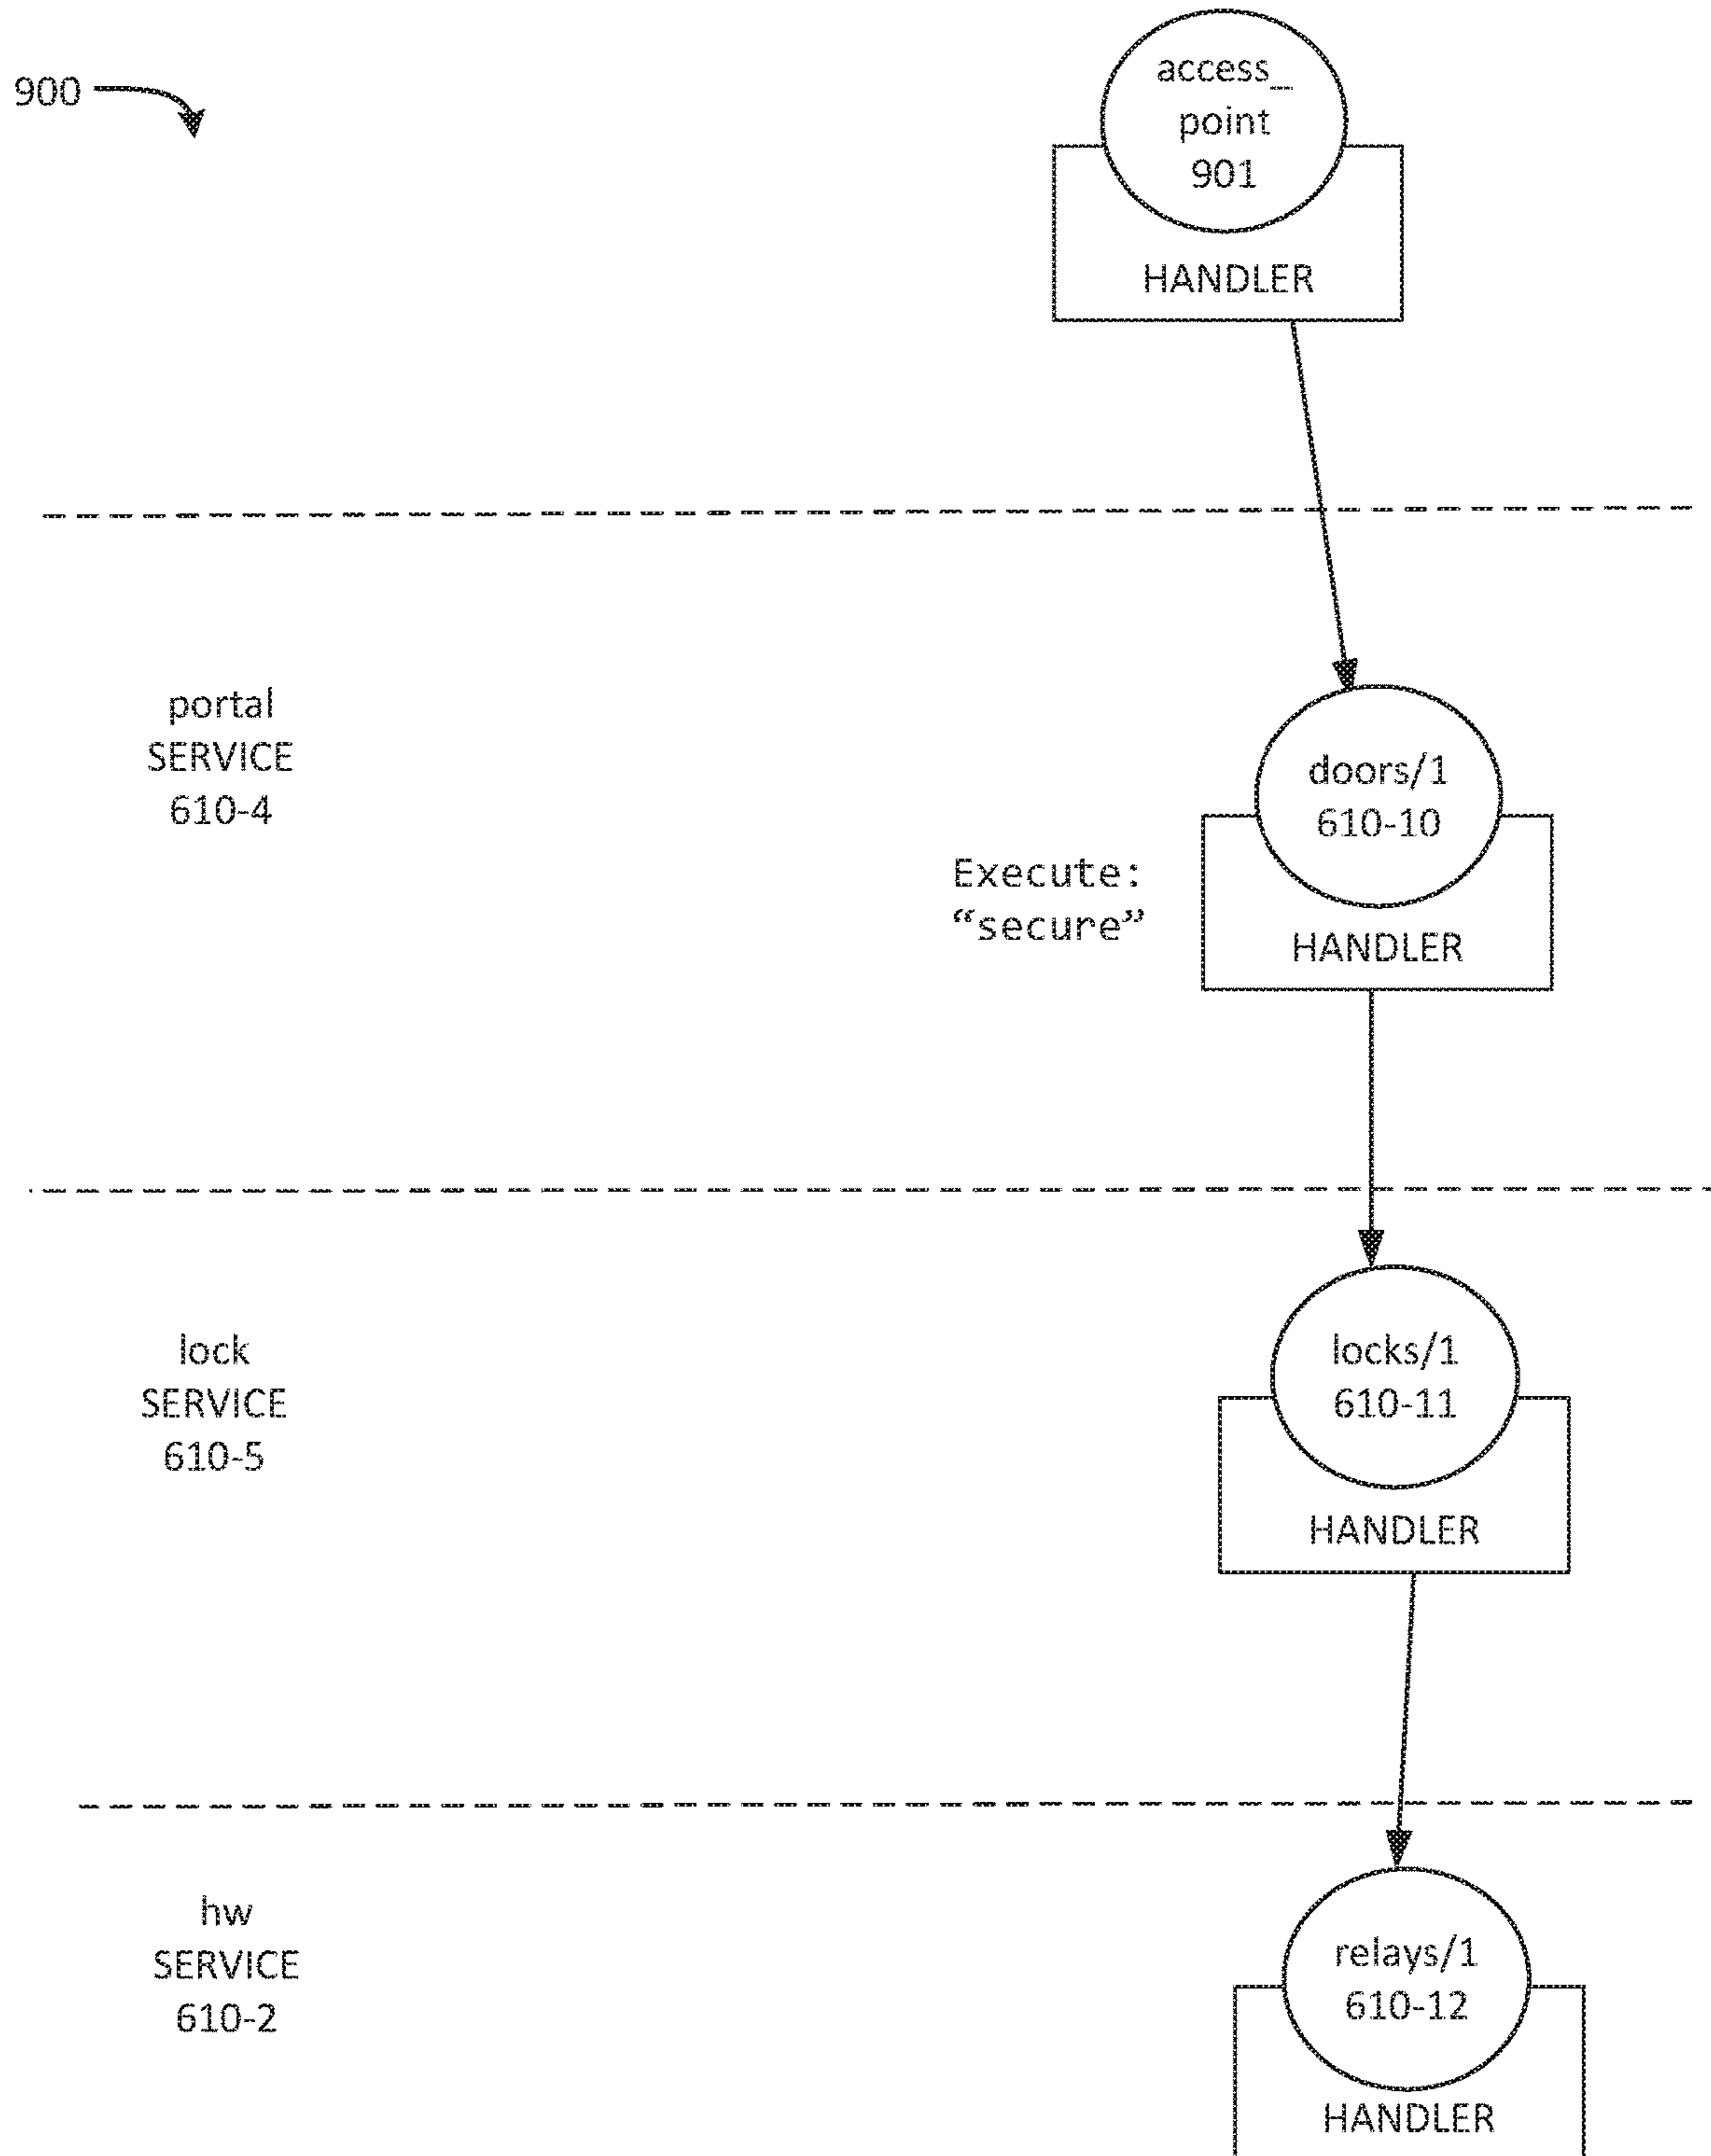 900
access_
point
901
HANDLER
portal
SERVICE
610-4
doors/1
610-10
Execute:
“secure”
HANDLER
lock
SERVICE
610-5
locks/1
610-11
HANDLER
hw
SERVICE
610-2
relays/1
610-12
HANDLER